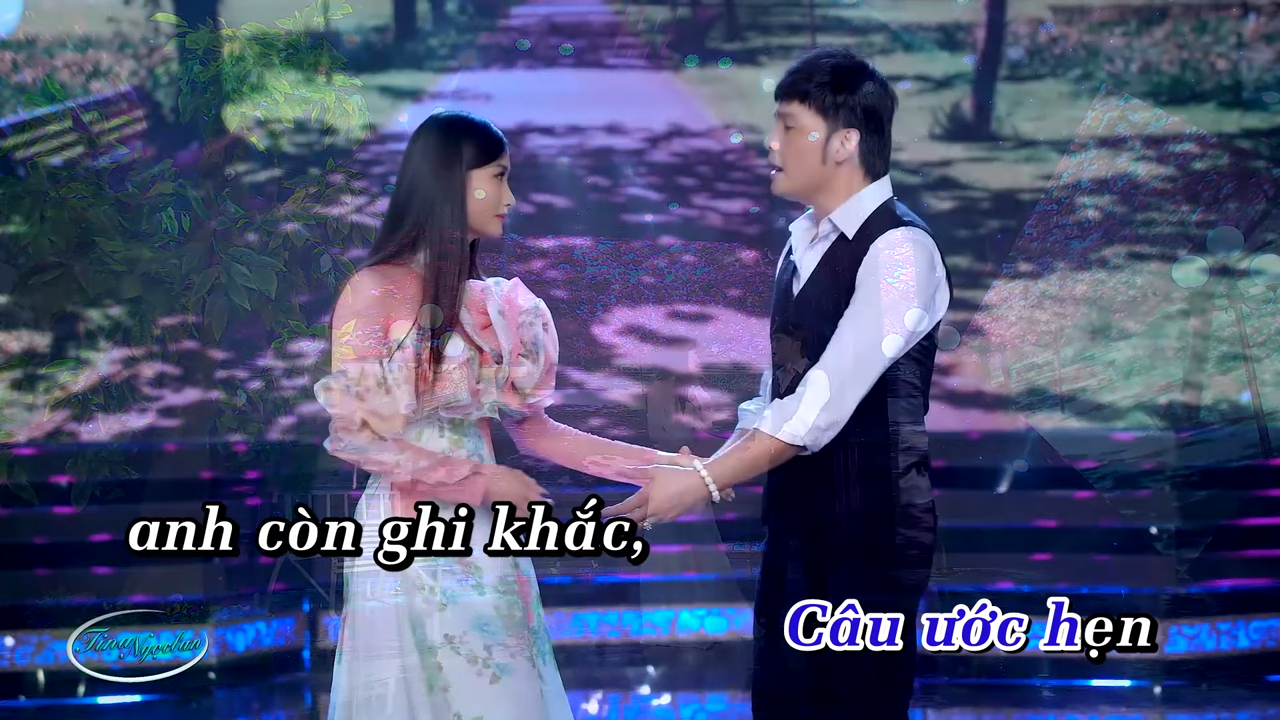 anh còn ghi khắc,
Câu ước hẹn